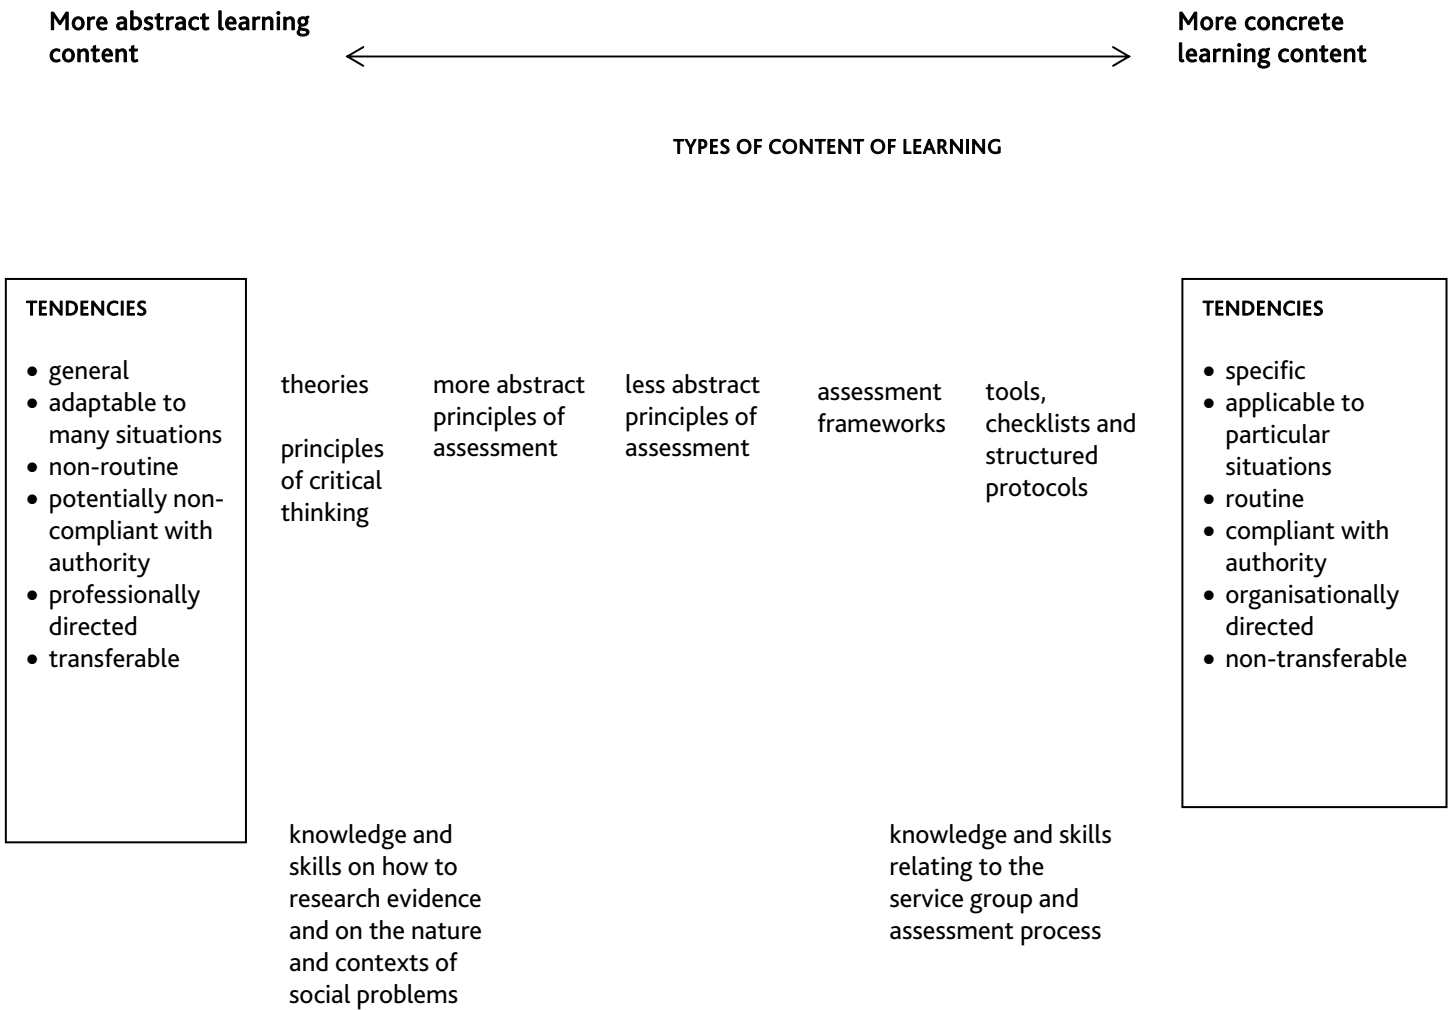 More abstract learning
content
More concrete
learning content
TYPES OF CONTENT OF LEARNING
TENDENCIES
• general
• adaptable to
many situations
• non-routine
• potentially non-
compliant with
authority
• professionally
directed
• transferable
theories
principles
of critical
thinking
more abstract
principles of
assessment
less abstract
principles of
assessment
assessment
frameworks
tools,
checklists and
structured
protocols
TENDENCIES
• specific
• applicable to
particular
situations
• routine
• compliant with
authority
• organisationally
directed
• non-transferable
knowledge and
skills on how to
research evidence
and on the nature
and contexts of
social problems
knowledge and skills
relating to the
service group and
assessment process